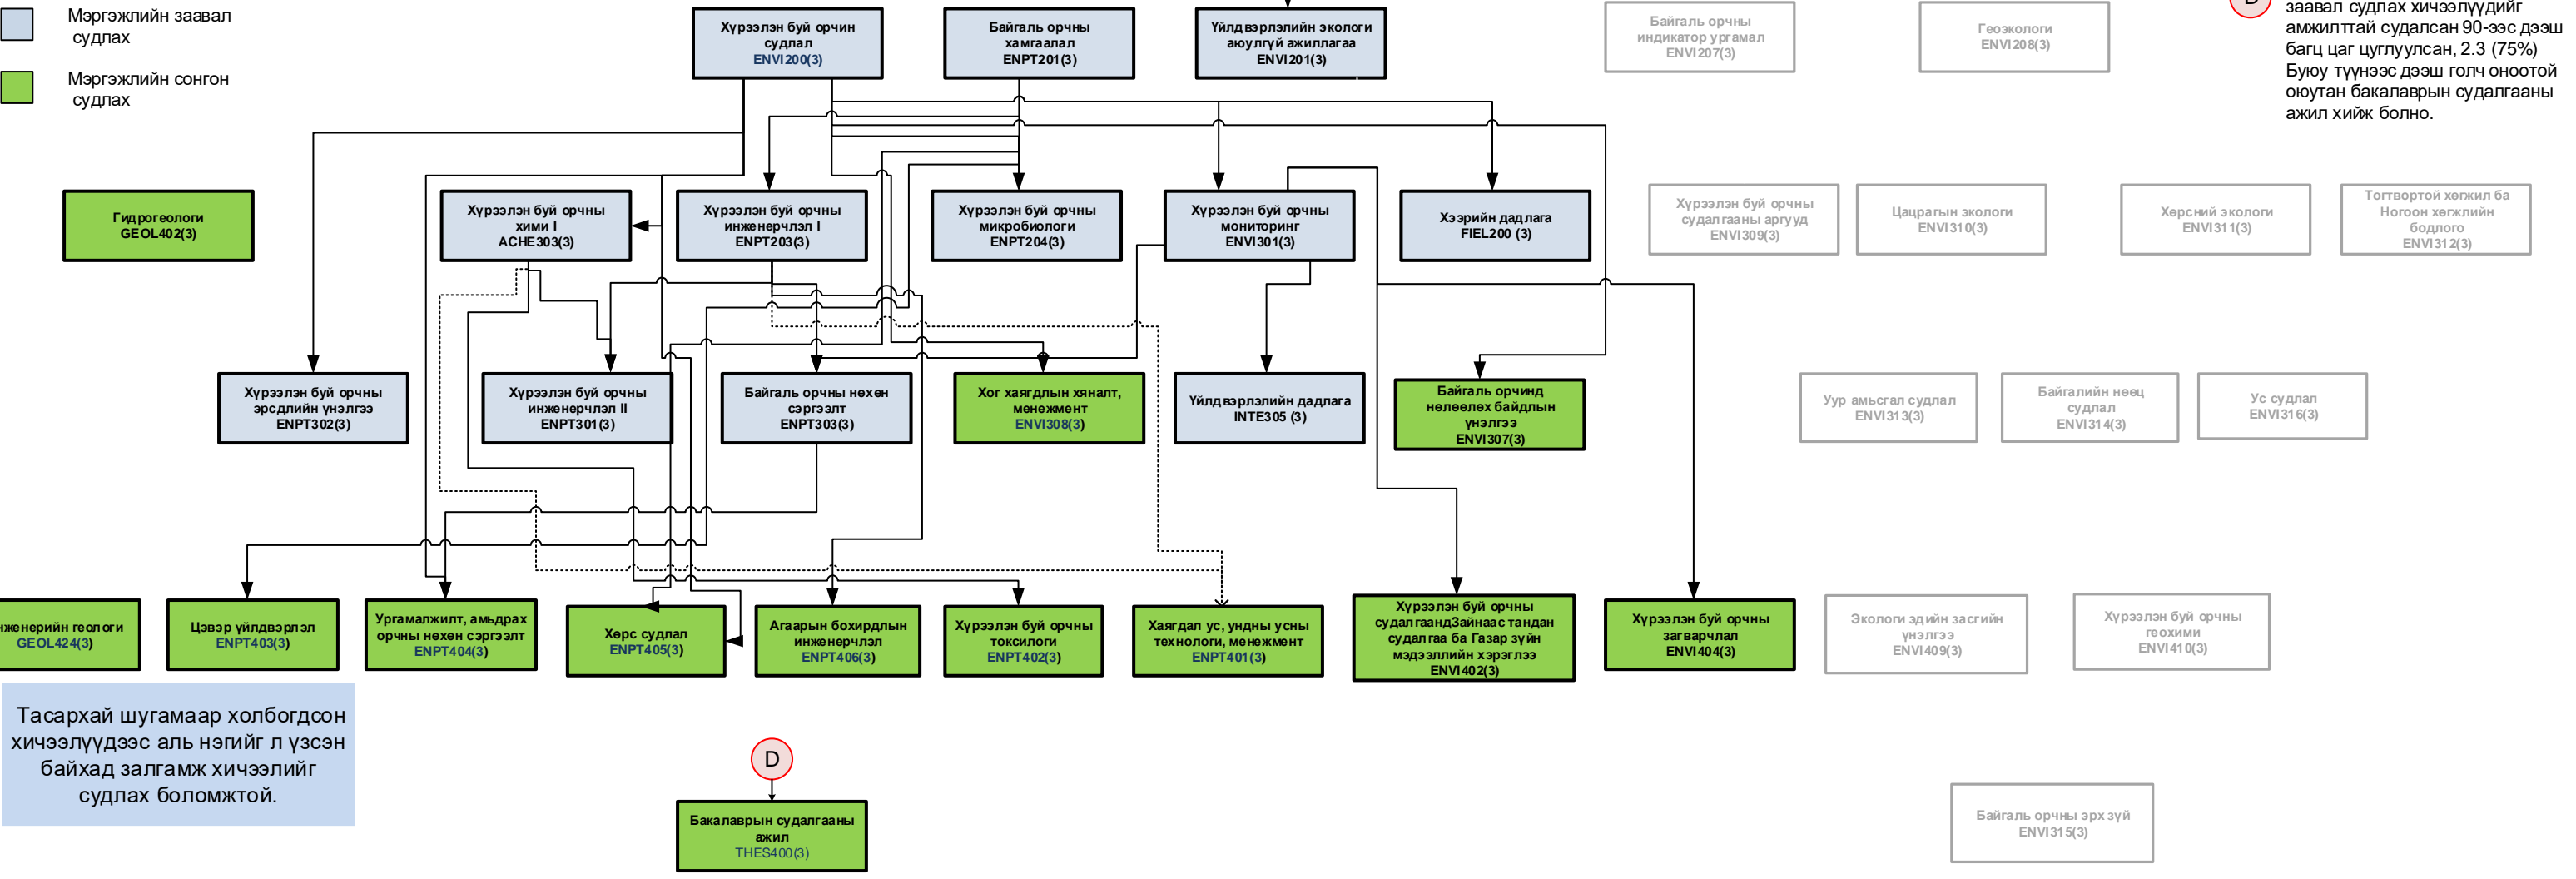 Мэргэжлийн заавал
судлах
Мэргэжлийн сонгон
судлах
Хүрээлэн буй орчин
судлал
ENVI200(3)
Байгаль орчны
хамгаалал
ENPT201(3)
Үйлдвэрлэлийн экологи
аюулгүй ажиллагаа
ENVI201(3)
Байгаль орчны
индикатор ургамал
ENVI207(3)
Геоэкологи
ENVI208(3)
D
заавал судлах хичээлүүдийг
амжилттай судалсан 90-ээс дээш
багц цаг цуглуулсан, 2.3 (75%)
Буюу түүнээс дээш голч оноотой
оюутан бакалаврын судалгааны
ажил хийж болно.
Гидрогеологи
GEOL402(3)
Хүрээлэн буй орчны
хими I
ACHE303(3)
Хүрээлэн буй орчны
инженерчлэл I
ENPT203(3)
Хүрээлэн буй орчны
микробиологи
ENPT204(3)
Хүрээлэн буй орчны
мониторинг
ENVI301(3)
Хээрийн дадлага
FIEL200 (3)
Хүрээлэн буй орчны
судалгааны аргууд
ENVI309(3)
Цацрагын экологи
ENVI310(3)
Хөрсний экологи
ENVI311(3)
Тогтвортой хөгжил ба
Ногоон хөгжлийн
бодлого
ENVI312(3)
Хүрээлэн буй орчны
эрсдлийн үнэлгээ
ENPT302(3)
Хүрээлэн буй орчны
инженерчлэл II
ENPT301(3)
Байгаль орчны нөхөн
сэргээлт
ENPT303(3)
Хог хаягдлын хяналт,
менежмент
ENVI308(3)
Үйлдвэрлэлийн дадлага
INTE305 (3)
Байгаль орчинд
нөлөөлөх байдлын
үнэлгээ
ENVI307(3)
Уур амьсгал судлал
ENVI313(3)
Байгалийн нөөц
судлал
ENVI314(3)
Ус судлал
ENVI316(3)
нженерийн геологи
GEOL424(3)
Цэвэр үйлдвэрлэл
ENPT403(3)
Ургамалжилт, амьдрах
орчны нөхөн сэргээлт
ENPT404(3)
Хөрс судлал
ENPT405(3)
Агаарын бохирдлын
инженерчлэл
ENPT406(3)
Хүрээлэн буй орчны
токсилоги
ENPT402(3)
Хаягдал ус, ундны усны
технологи, менежмент
ENPT401(3)
Хүрээлэн буй орчны
судалгаандЗайнаас тандан
судалгаа ба Газар зүйн
мэдээллийн хэрэглээ
ENVI402(3)
Хүрээлэн буй орчны
загварчлал
ENVI404(3)
Экологи эдийн засгийн
үнэлгээ
ENVI409(3)
Хүрээлэн буй орчны
геохими
ENVI410(3)
Тасархай шугамаар холбогдсон
хичээлүүдээс аль нэгийг л үзсэн
байхад залгамж хичээлийг
судлах боломжтой.
D
Бакалаврын судалгааны
ажил
THES400(3)
Байгаль орчны эрх зүй
ENVI315(3)